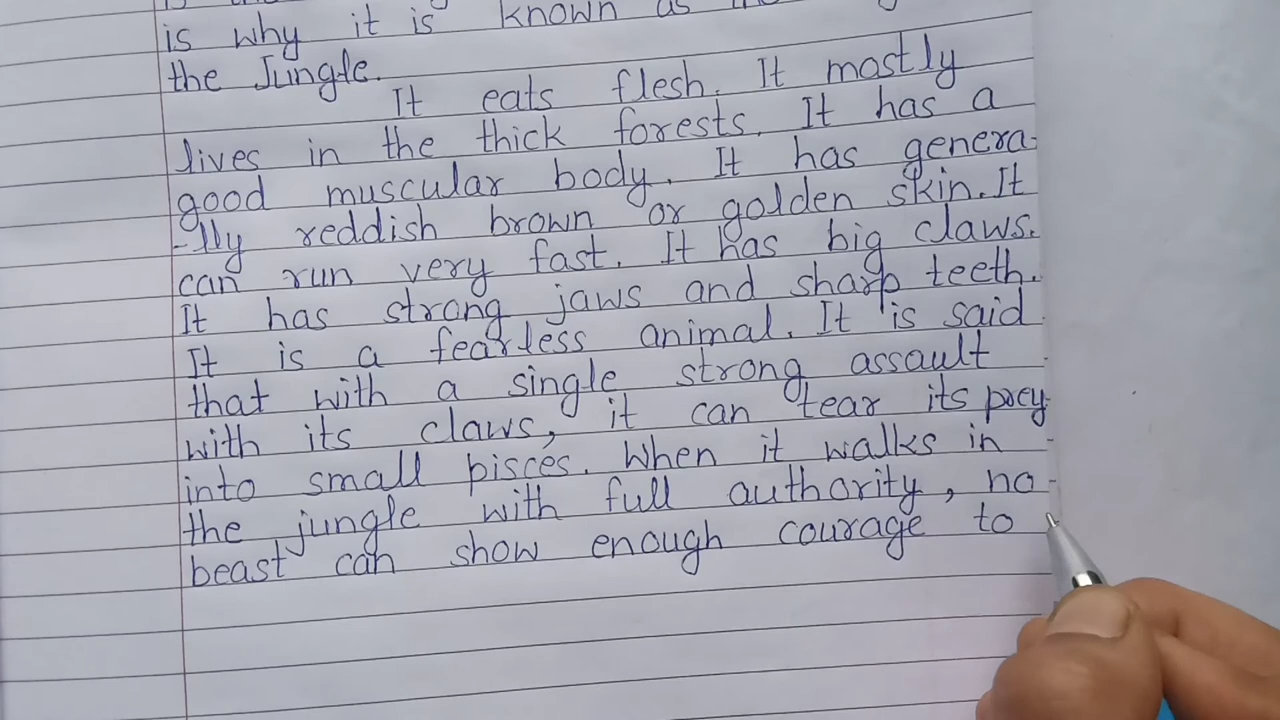 is why it is known as
the Jungle.
It eats flesh. It mostly
lives in the thick forests. It has a
good muscular body. It has genera-
-lly reddish brown or golden skin. It
can run very fast. It has big claws.
It has strong jaws and sharp teeth.
It is a fearless animal. It is said
that with a single strong assault
with its claws, it can tear its prey
into small pisces. When it walks in
the jungle with full authority, no
beast can show enough courage to